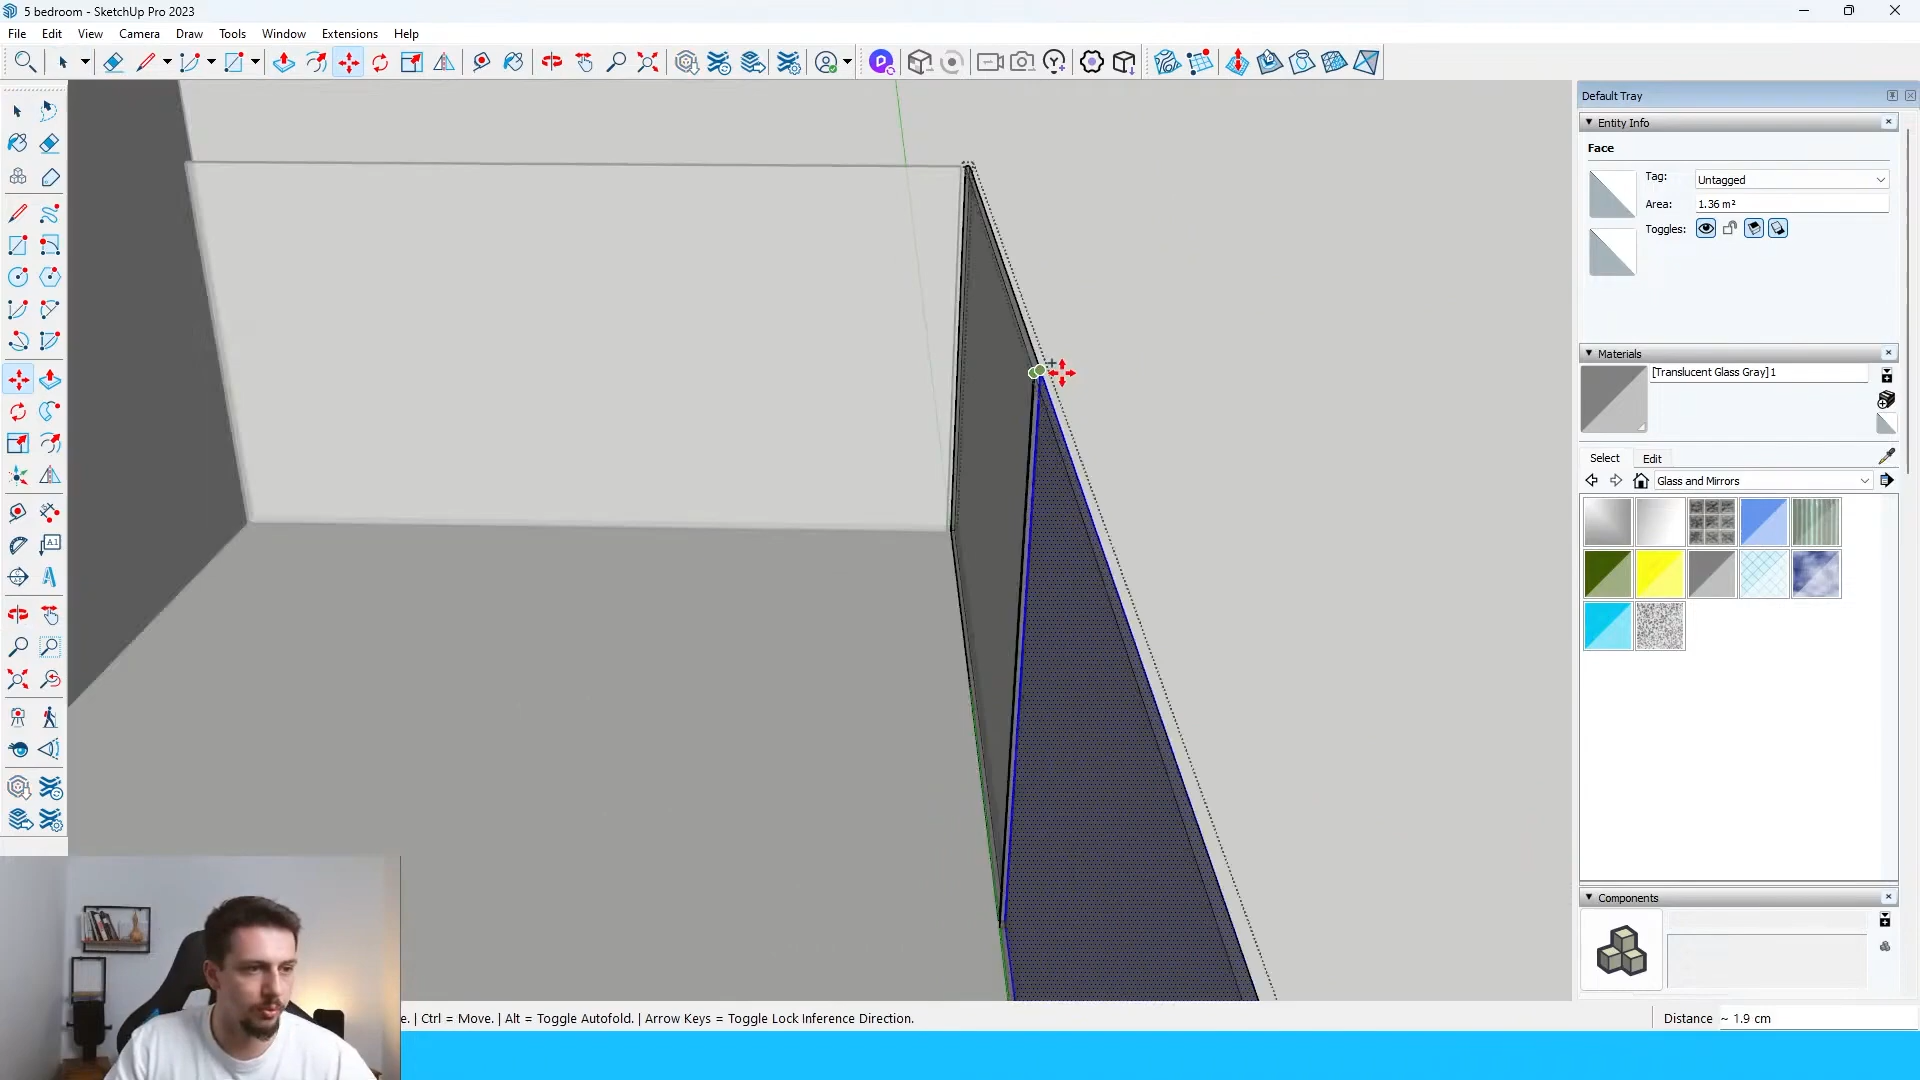 5 bedroom - SketchUp Pro 2023
File Edit View Camera Draw Tools Window Extensions Help
Default Tray
Entity Info
Face
Tag: Untagged
Area: 1.36 m²
Toggles:
Materials
[Translucent Glass Gray]1
Select Edit
Glass and Mirrors
Components
e. | Ctrl = Move. | Alt = Toggle Autofold. | Arrow Keys = Toggle Lock Inference Direction.
Distance ~ 1.9 cm